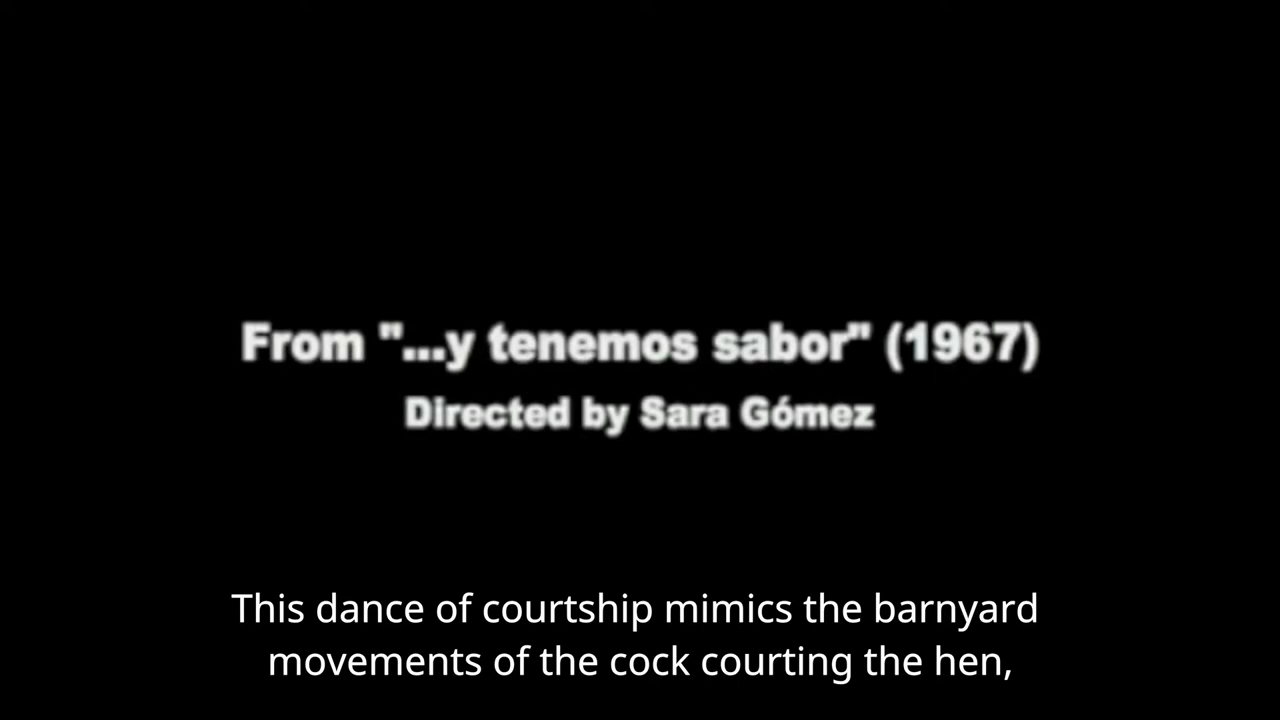 From "...y tenemos sabor" (1967)
Directed by Sara Gómez
This dance of courtship mimics the barnyard
movements of the cock courting the hen,